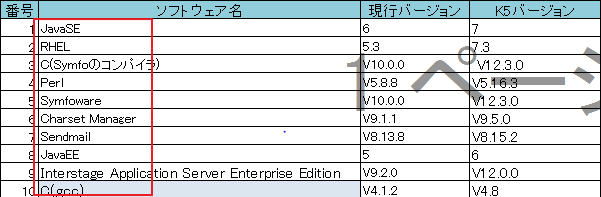 番号 ソフトウェア名 現行バージョン K5バージョン
1 JavaSE 6 7
2 RHEL 5.3 7.3
3 C(Symfoのコンパイラ) V10.0.0 V12.3.0
4 Perl V5.8.8 V5.16.3
5 Symfoware V10.0.0 V12.3.0
6 Charset Manager V9.1.1 V9.5.0
7 Sendmail V8.13.8 V8.15.2
8 JavaEE 5 6
9 Interstage Application Server Enterprise Edition V9.2.0 V12.0.0
10 C(gcc) V4.1.2 V4.8
1 ページ